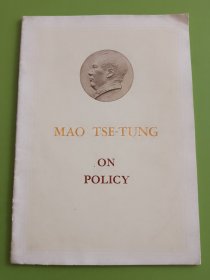 MAO TSE-TUNG
ON
POLICY